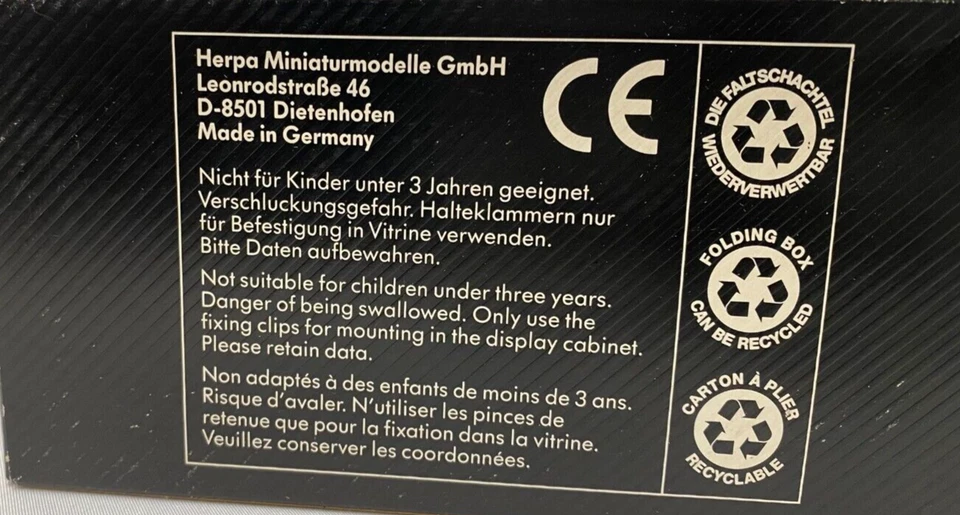 Herpa Miniaturmodelle GmbH
Leonrodstraße 46
D-8501 Dietenhofen
Made in Germany
CE
Nicht für Kinder unter 3 Jahren geeignet.
Verschluckungsgefahr. Halteklammern nur
für Befestigung in Vitrine verwenden.
Bitte Daten aufbewahren.
Not suitable for children under three years.
Danger of being swallowed. Only use the
fixing clips for mounting in the display cabinet.
Please retain data.
Non adaptés à des enfants de moins de 3 ans.
Risque d'avaler. N'utiliser les pinces de
retenue que pour la fixation dans la vitrine.
Veuillez conserver les coordonnées.
DIE FALTSCHACHTEL
WIEDERVERWERTBAR
FOLDING BOX
CAN BE RECYCLED
CARTON À PLIER
RECYCLABLE